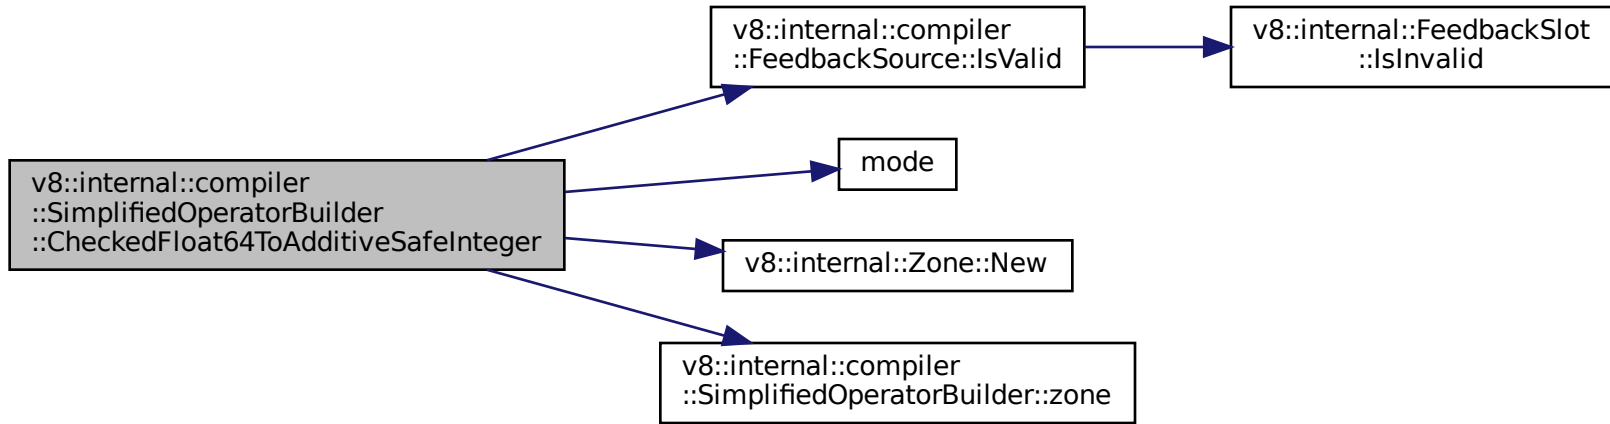 v8::internal::compiler
::SimplifiedOperatorBuilder
::CheckedFloat64ToAdditiveSafeInteger
v8::internal::compiler
::FeedbackSource::IsValid
v8::internal::FeedbackSlot
::IsInvalid
mode
v8::internal::Zone::New
v8::internal::compiler
::SimplifiedOperatorBuilder::zone